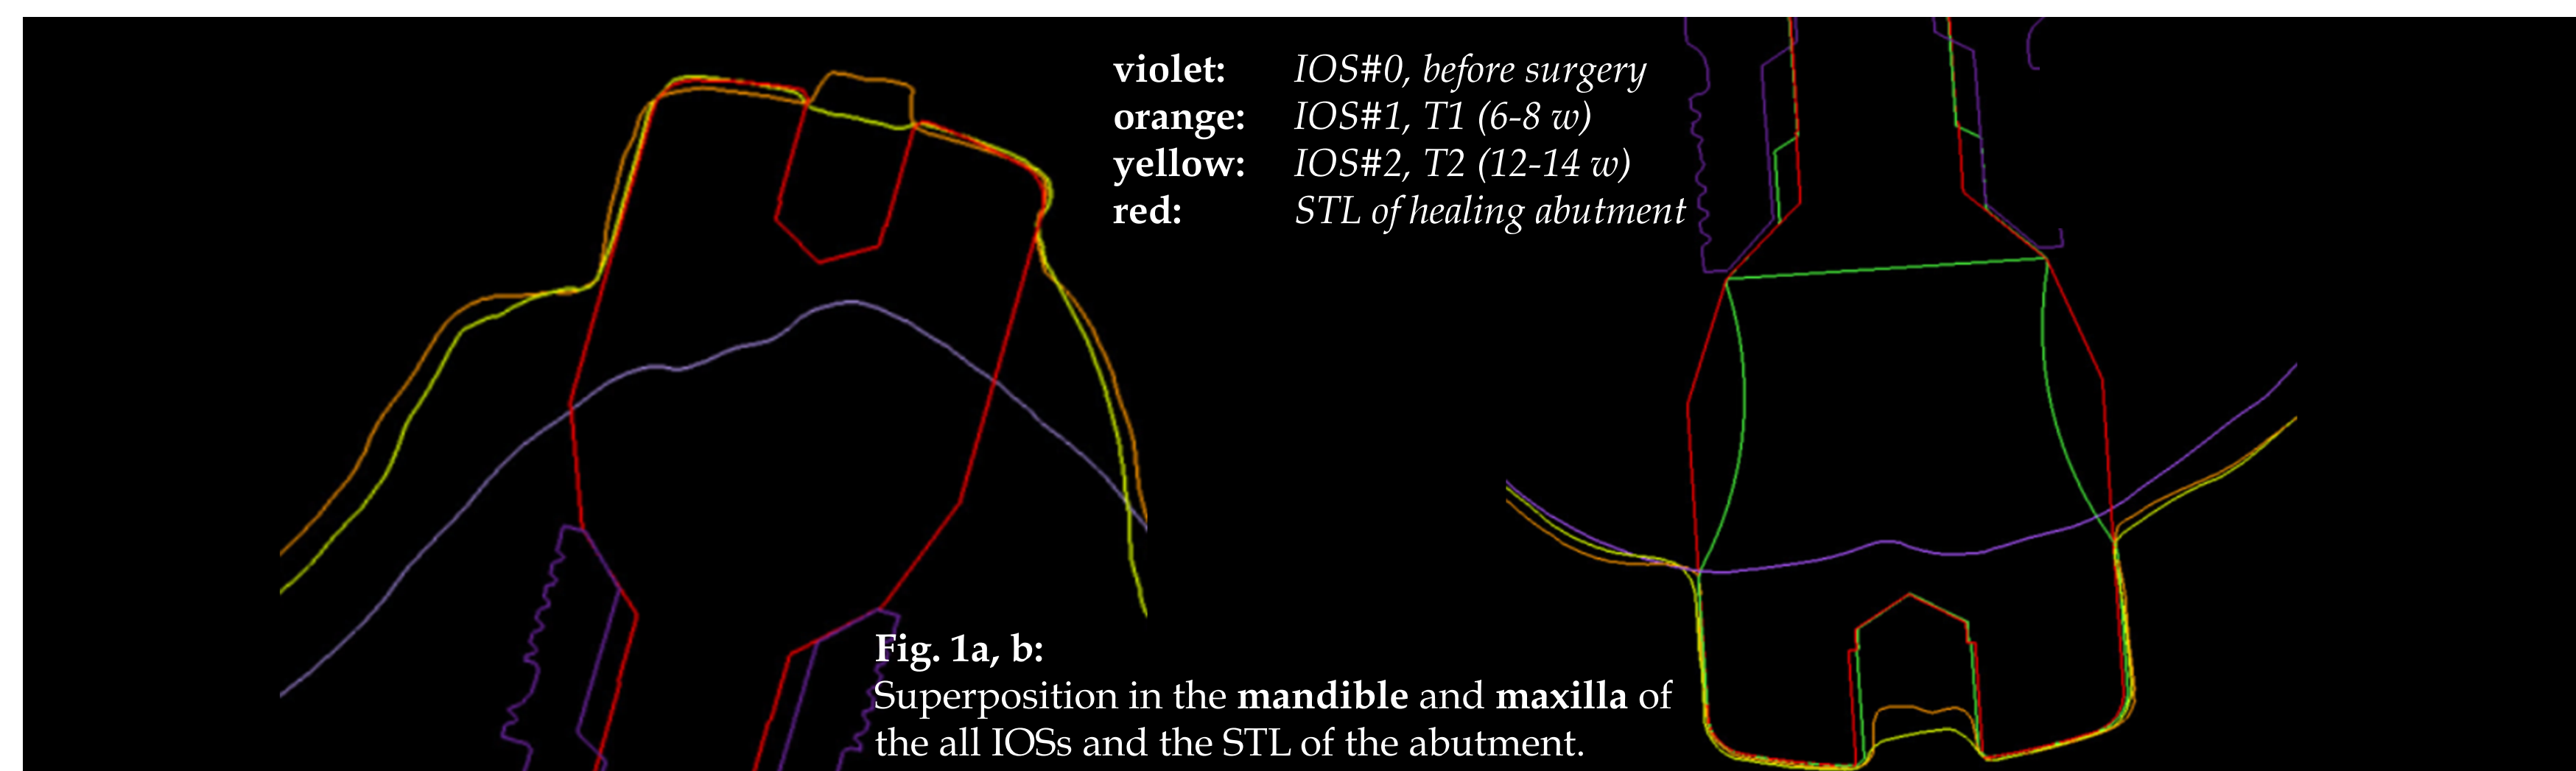 violet: IOS#0, before surgery
orange: IOS#1, T1 (6-8 w)
yellow: IOS#2, T2 (12-14 w)
red: STL of healing abutment
Fig. 1a, b:
Superposition in the mandible and maxilla of
the all IOSs and the STL of the abutment.